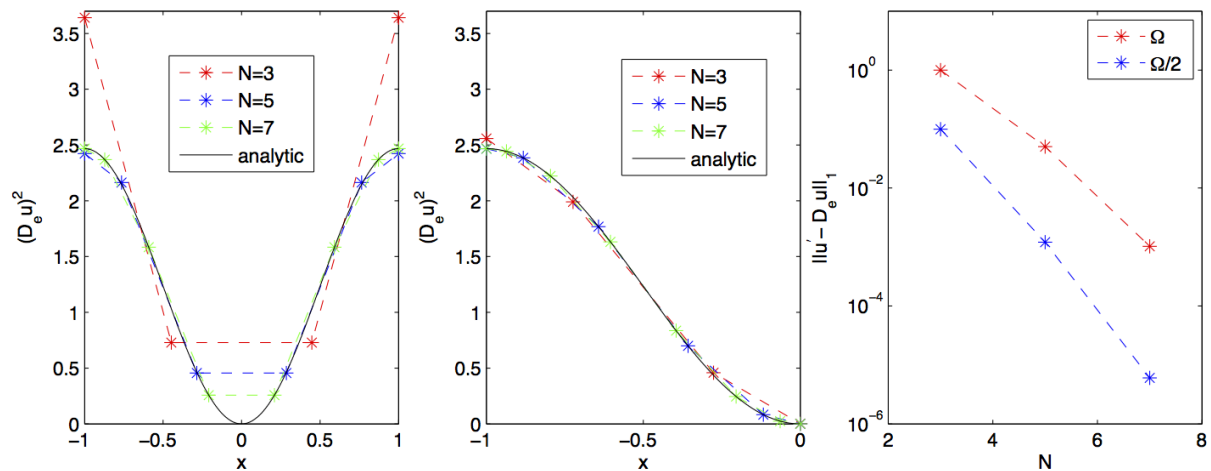 3.5
3
2.5
2
1.5
1
0.5
0
−1
−0.5
0
0.5
1
x
(D_e u)^2
N=3
N=5
N=7
analytic
3.5
3
2.5
2
1.5
1
0.5
0
−1
−0.5
0
x
(D_e u)^2
N=3
N=5
N=7
analytic
10^0
10^−2
10^−4
10^−6
2
4
6
8
N
||u′ − D_e u||_1
Ω
Ω/2